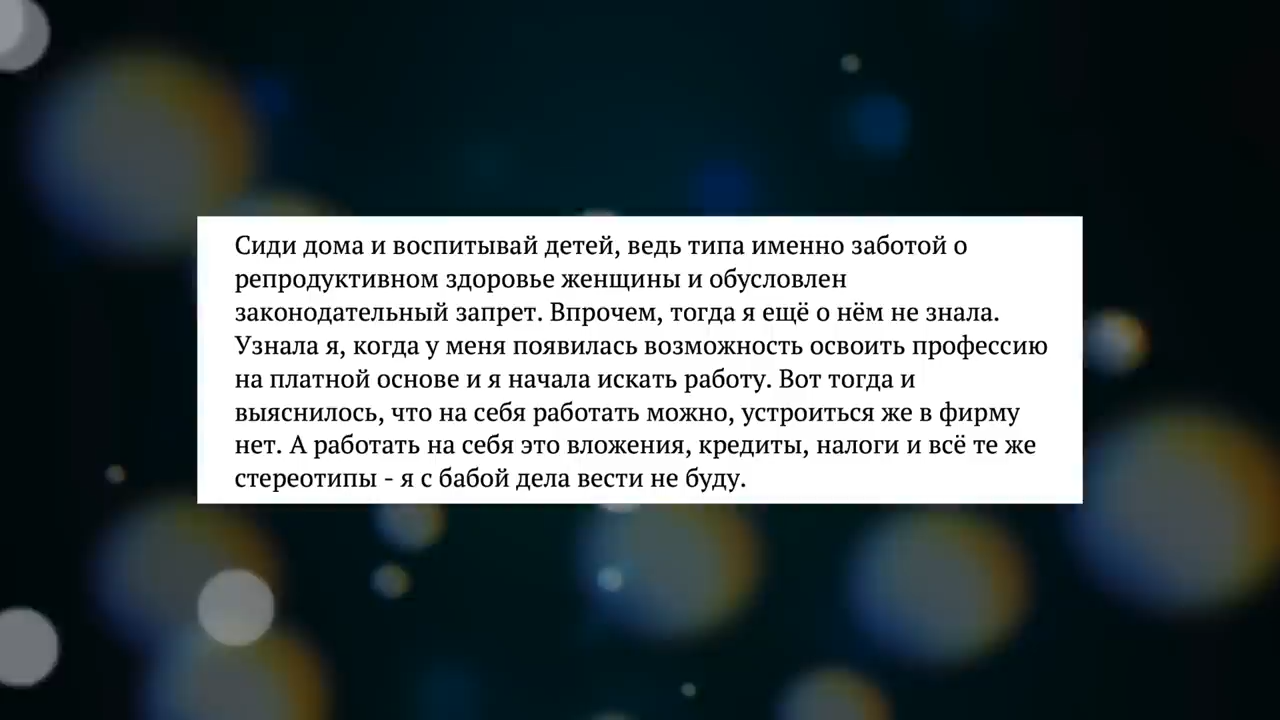 Сиди дома и воспитывай детей, ведь типа именно заботой о
репродуктивном здоровье женщины и обусловлен
законодательный запрет. Впрочем, тогда я ещё о нём не знала.
Узнала я, когда у меня появилась возможность освоить профессию
на платной основе и я начала искать работу. Вот тогда и
выяснилось, что на себя работать можно, устроиться же в фирму
нет. А работать на себя это вложения, кредиты, налоги и всё те же
стереотипы - я с бабой дела вести не буду.